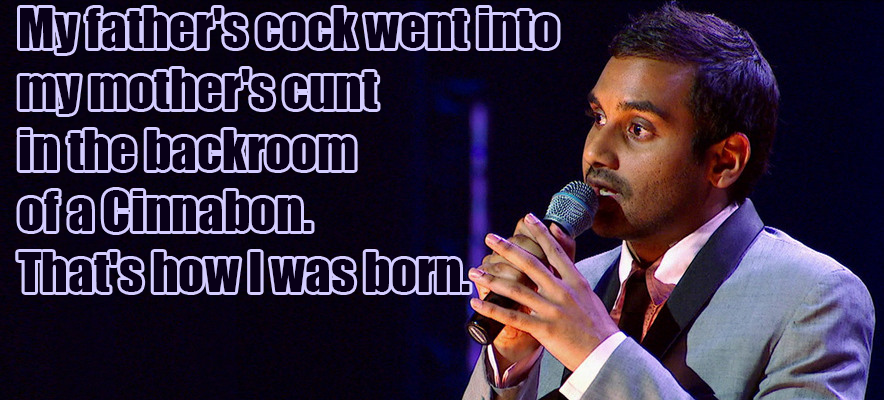 My father's cock went into
my mother's cunt
in the backroom
of a Cinnabon.
That's how I was born.